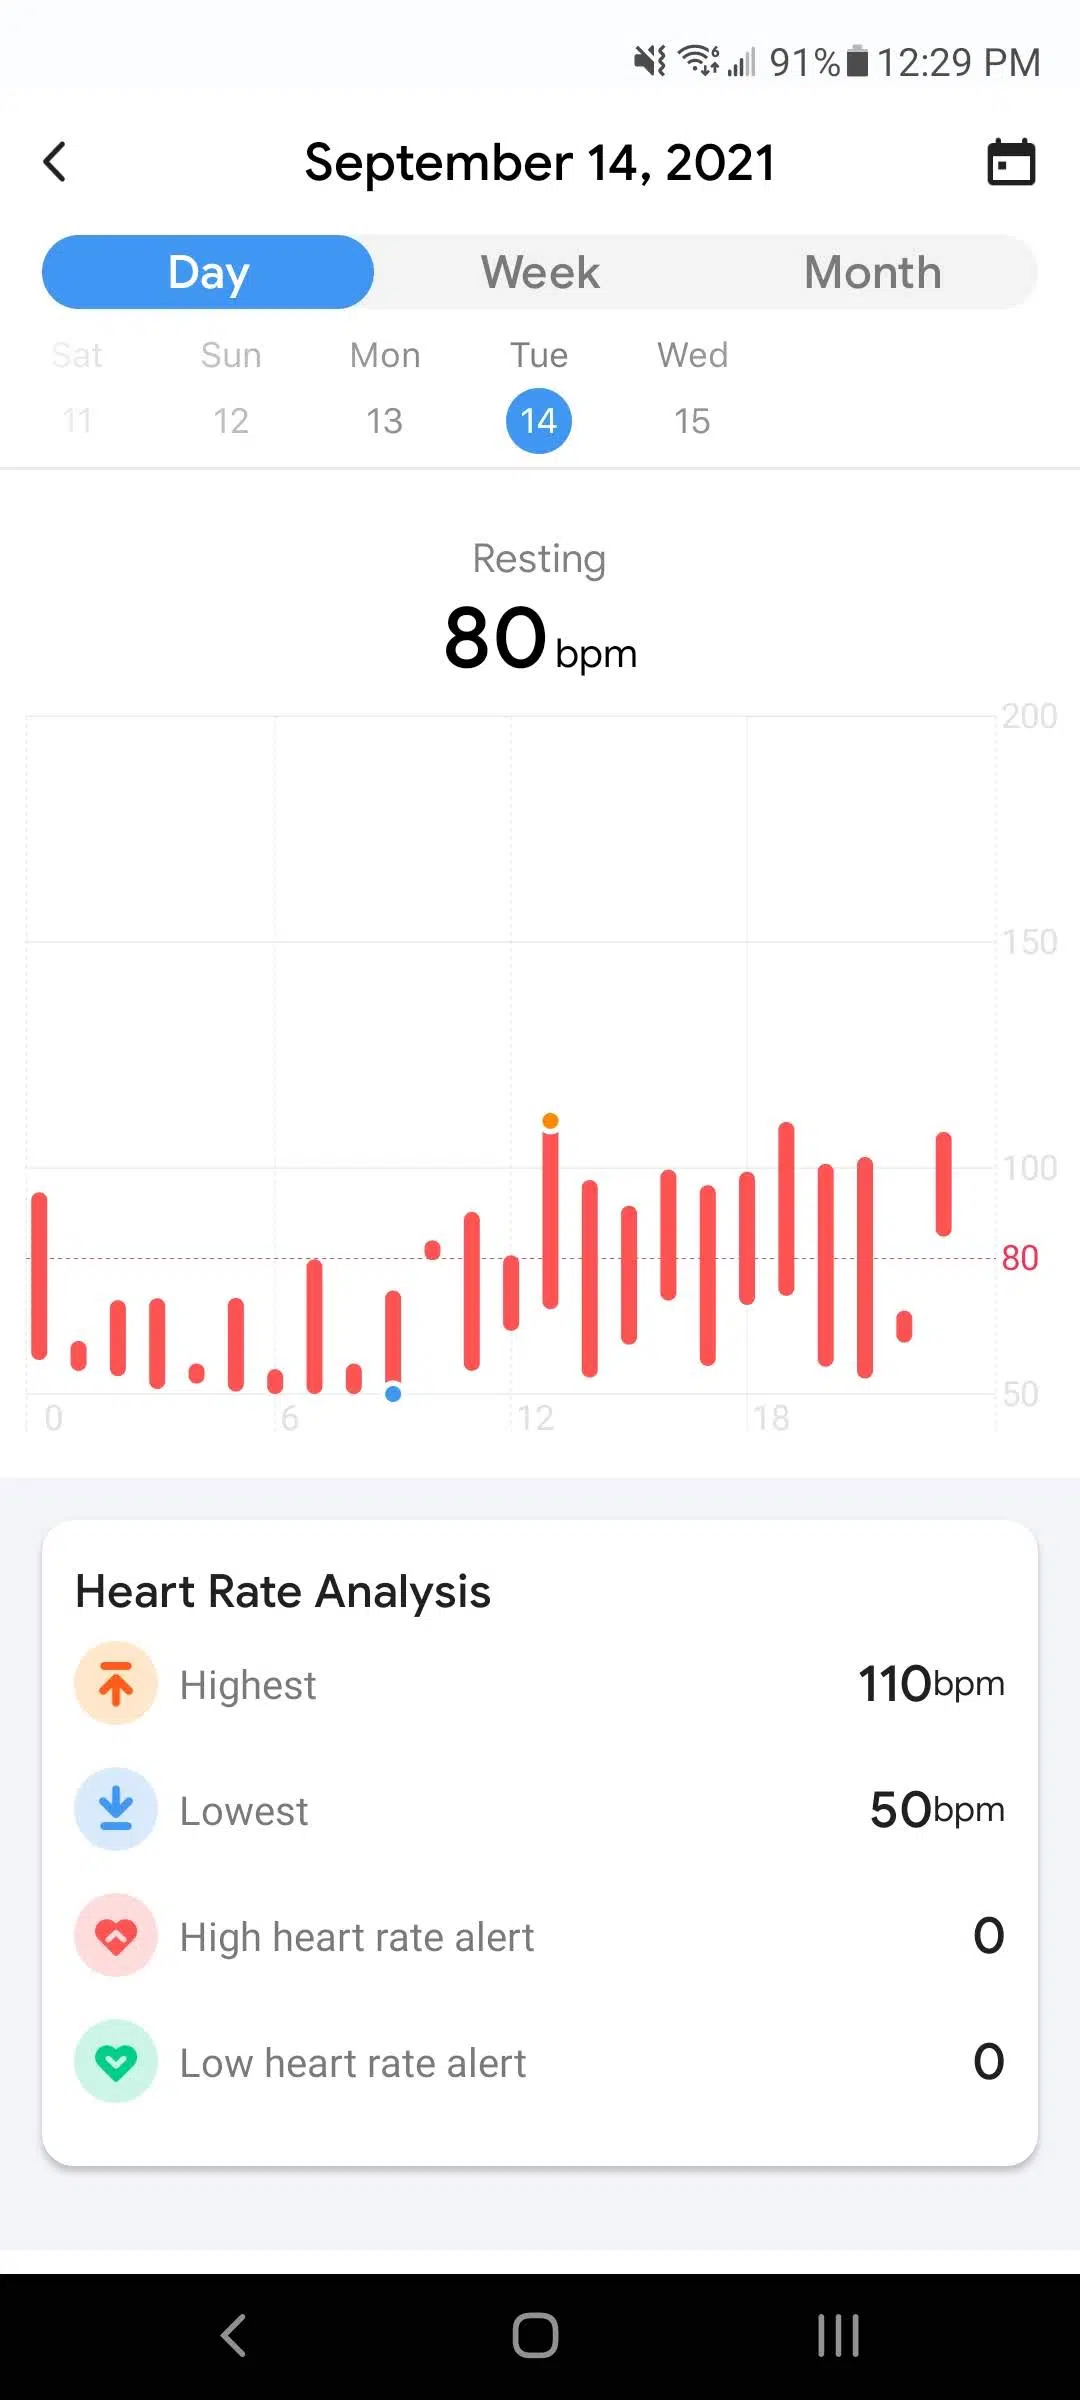 91% 12:29 PM
September 14, 2021
Day Week Month
Sat Sun Mon Tue Wed
11 12 13 14 15
Resting
80 bpm
200
150
100
80
50
0 6 12 18
Heart Rate Analysis
Highest 110bpm
Lowest 50bpm
High heart rate alert 0
Low heart rate alert 0